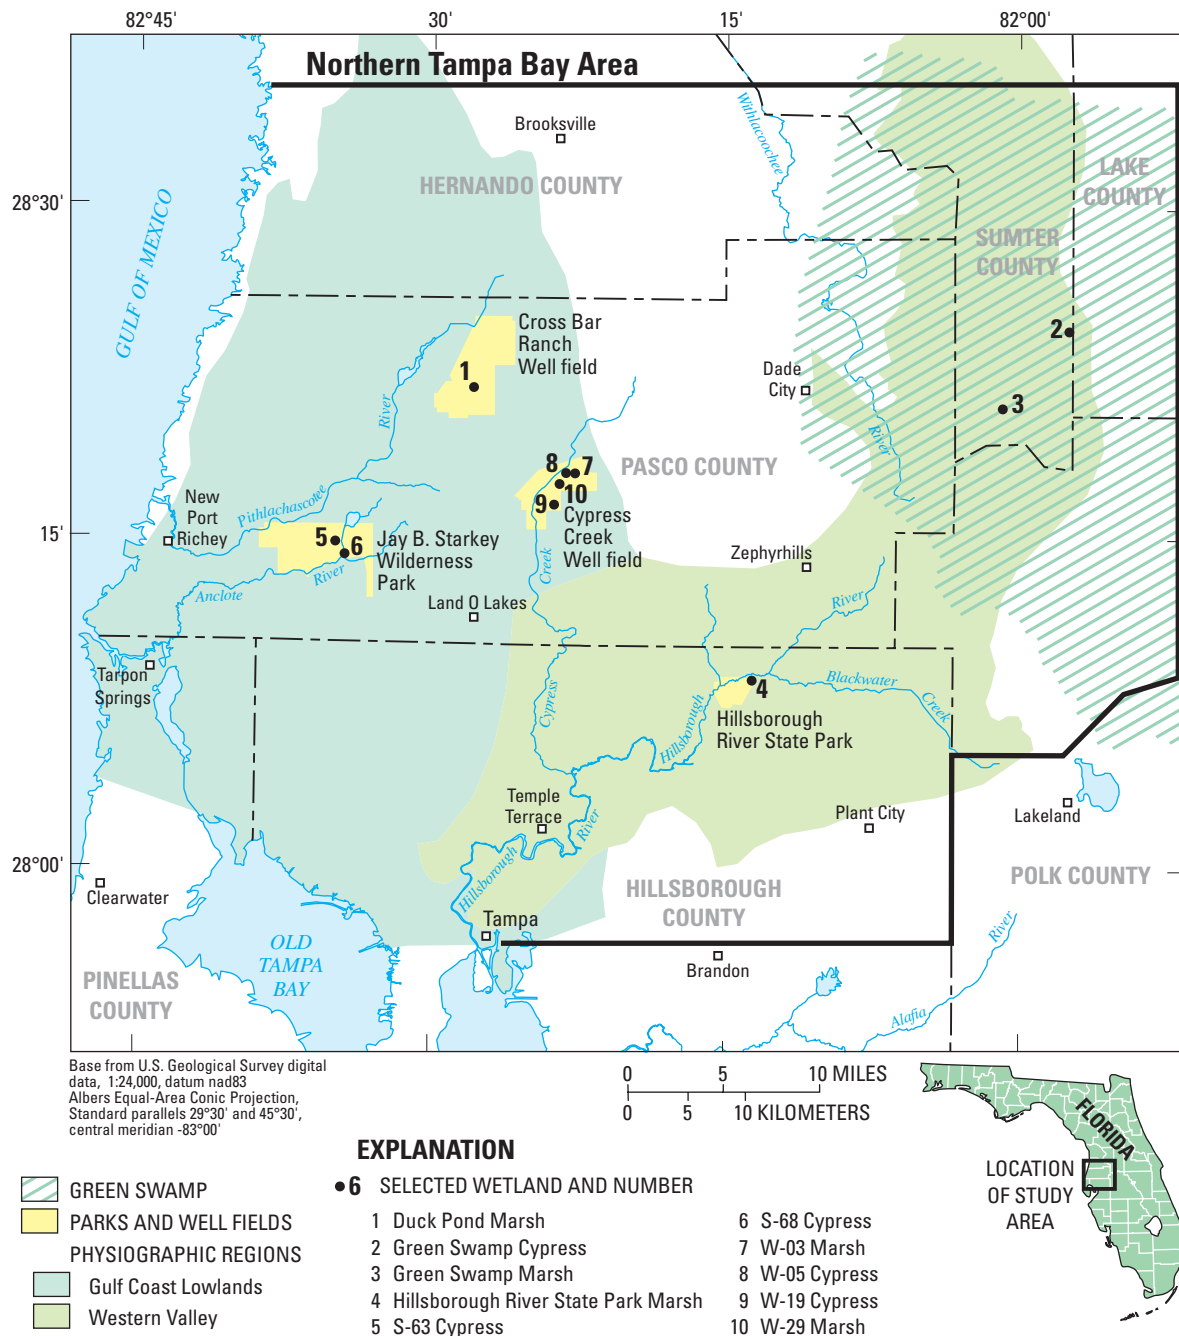 82°45'
30'
15'
82°00'
Northern Tampa Bay Area
Brooksville
Withlacoochee
HERNANDO COUNTY
LAKE
COUNTY
28°30'
SUMTER
COUNTY
GULF OF MEXICO
Cross Bar
Ranch
Well field
1
2
Dade
City
3
River
River
8
7
PASCO COUNTY
10
9
New
Port
Richey
Pithlachascotee
Cypress
Creek
Well field
15'
5
6
Jay B. Starkey
Wilderness
Park
River
Creek
Zephyrhills
Anclote
Land O Lakes
River
Tarpon
Springs
Cypress
Hillsborough
4
Blackwater
Creek
Hillsborough
River State Park
Temple
Terrace
River
Plant City
Lakeland
28°00'
Hillsborough
HILLSBOROUGH
COUNTY
POLK COUNTY
Clearwater
Tampa
OLD
TAMPA
BAY
River
Brandon
PINELLAS
COUNTY
Alafia
Base from U.S. Geological Survey digital
data, 1:24,000, datum nad83
Albers Equal-Area Conic Projection,
Standard parallels 29°30' and 45°30',
central meridian -83°00'
0 5 10 MILES
0 5 10 KILOMETERS
FLORIDA
LOCATION
OF STUDY
AREA
EXPLANATION
GREEN SWAMP
PARKS AND WELL FIELDS
PHYSIOGRAPHIC REGIONS
Gulf Coast Lowlands
Western Valley
6 SELECTED WETLAND AND NUMBER
1 Duck Pond Marsh
2 Green Swamp Cypress
3 Green Swamp Marsh
4 Hillsborough River State Park Marsh
5 S-63 Cypress
6 S-68 Cypress
7 W-03 Marsh
8 W-05 Cypress
9 W-19 Cypress
10 W-29 Marsh